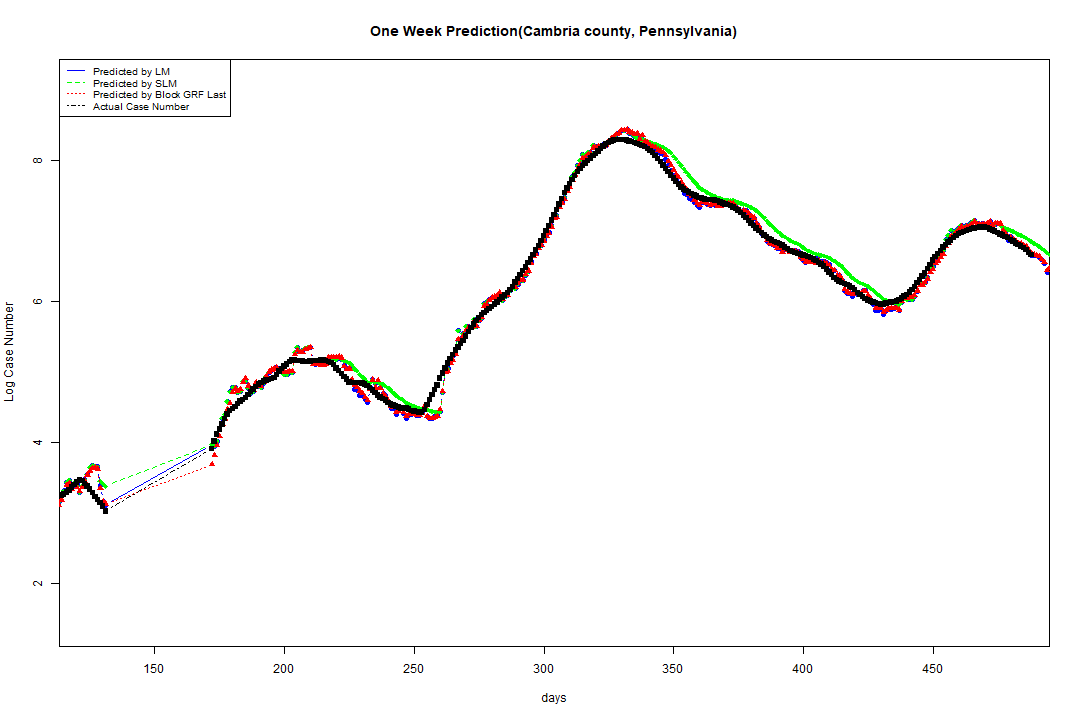 One Week Prediction(Cambria county, Pennsylvania)
Predicted by LM
Predicted by SLM
Predicted by Block GRF Last
Actual Case Number
8
6
4
2
Log Case Number
150 200 250 300 350 400 450
days